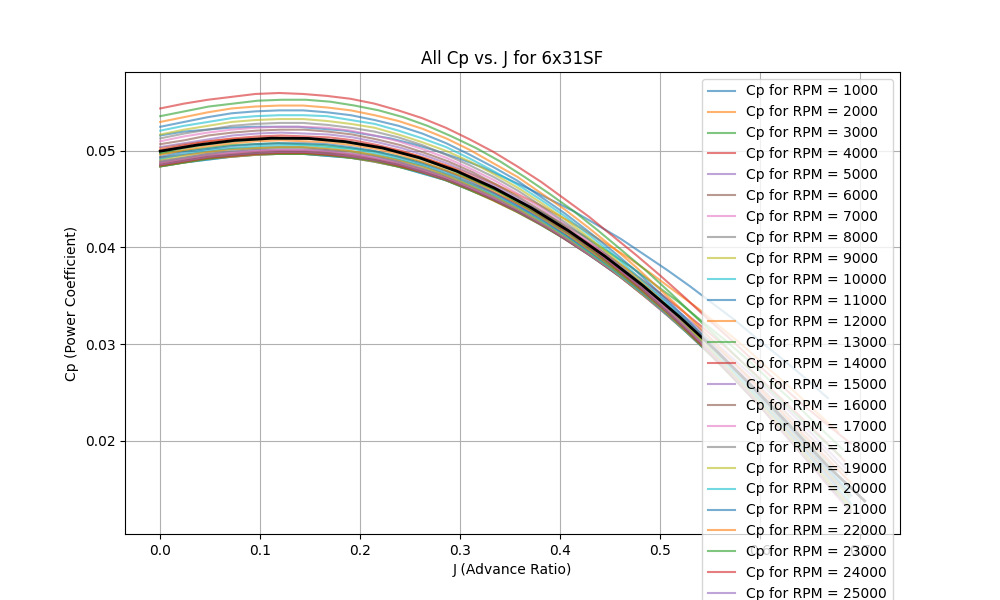 All Cp vs. J for 6x31SF
Cp (Power Coefficient)
0.05
0.04
0.03
0.02
0.0 0.1 0.2 0.3 0.4 0.5
J (Advance Ratio)
Cp for RPM = 1000
Cp for RPM = 2000
Cp for RPM = 3000
Cp for RPM = 4000
Cp for RPM = 5000
Cp for RPM = 6000
Cp for RPM = 7000
Cp for RPM = 8000
Cp for RPM = 9000
Cp for RPM = 10000
Cp for RPM = 11000
Cp for RPM = 12000
Cp for RPM = 13000
Cp for RPM = 14000
Cp for RPM = 15000
Cp for RPM = 16000
Cp for RPM = 17000
Cp for RPM = 18000
Cp for RPM = 19000
Cp for RPM = 20000
Cp for RPM = 21000
Cp for RPM = 22000
Cp for RPM = 23000
Cp for RPM = 24000
Cp for RPM = 25000